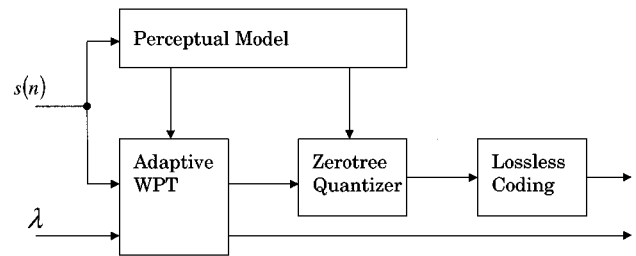 Perceptual Model
s(n)
Adaptive
WPT
Zerotree
Quantizer
Lossless
Coding
λ